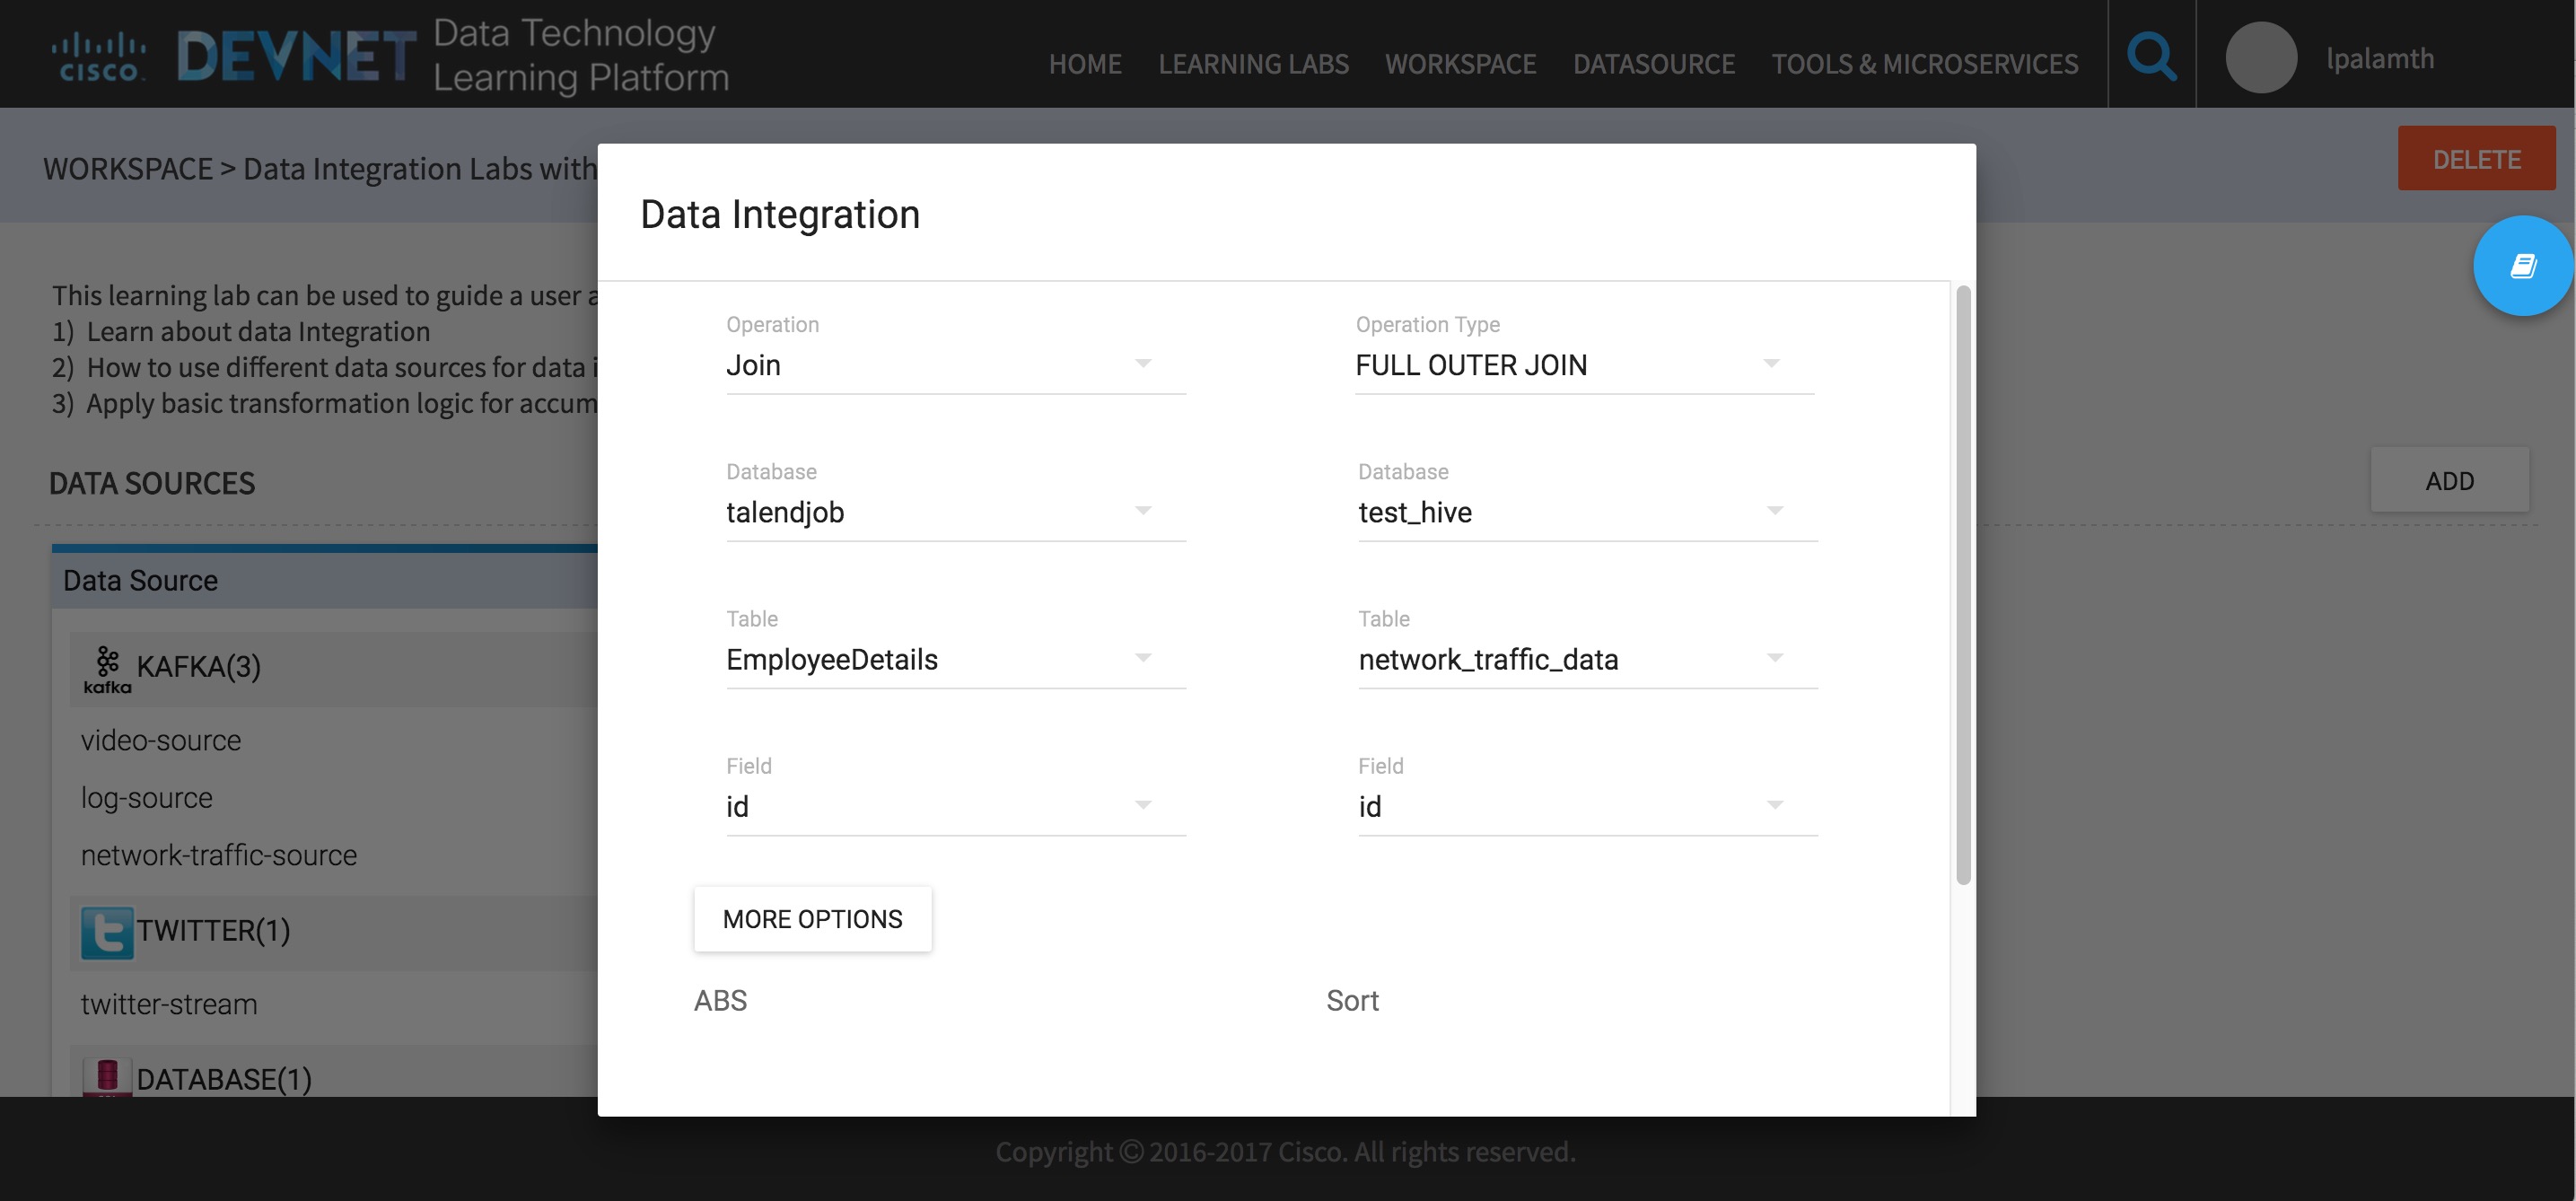 CISCO DEVNET Data Technology
Learning Platform
HOME LEARNING LABS WORKSPACE DATASOURCE TOOLS & MICROSERVICES lpalamth
WORKSPACE > Data Integration Labs with
DELETE
This learning lab can be used to guide a user a
1) Learn about data Integration
2) How to use different data sources for data i
3) Apply basic transformation logic for accum
DATA SOURCES
ADD
Data Source
kafka KAFKA(3)
video-source
log-source
network-traffic-source
TWITTER(1)
twitter-stream
DATABASE(1)
Data Integration
Operation Operation Type
Join FULL OUTER JOIN
Database Database
talendjob test_hive
Table Table
EmployeeDetails network_traffic_data
Field Field
id id
MORE OPTIONS
ABS Sort
Copyright © 2016-2017 Cisco. All rights reserved.